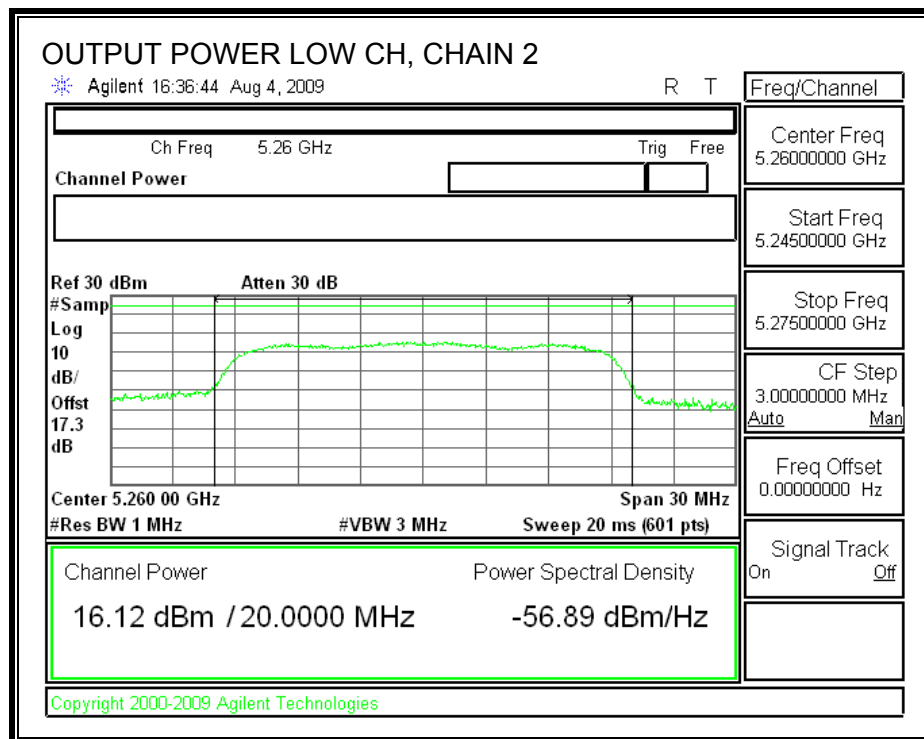 OUTPUT POWER LOW CH, CHAIN 2
Agilent 16:36:44 Aug 4, 2009 R T
Freq/Channel
Ch Freq 5.26 GHz Trig Free
Channel Power
Center Freq
5.26000000 GHz
Start Freq
5.24500000 GHz
Stop Freq
5.27500000 GHz
CF Step
3.00000000 MHz
Auto Man
Freq Offset
0.00000000 Hz
Signal Track
On Off
Ref 30 dBm Atten 30 dB
#Samp
Log
10
dB/
Offst
17.3
dB
Center 5.260 00 GHz Span 30 MHz
#Res BW 1 MHz #VBW 3 MHz Sweep 20 ms (601 pts)
Channel Power Power Spectral Density
16.12 dBm / 20.0000 MHz -56.89 dBm/Hz
Copyright 2000-2009 Agilent Technologies